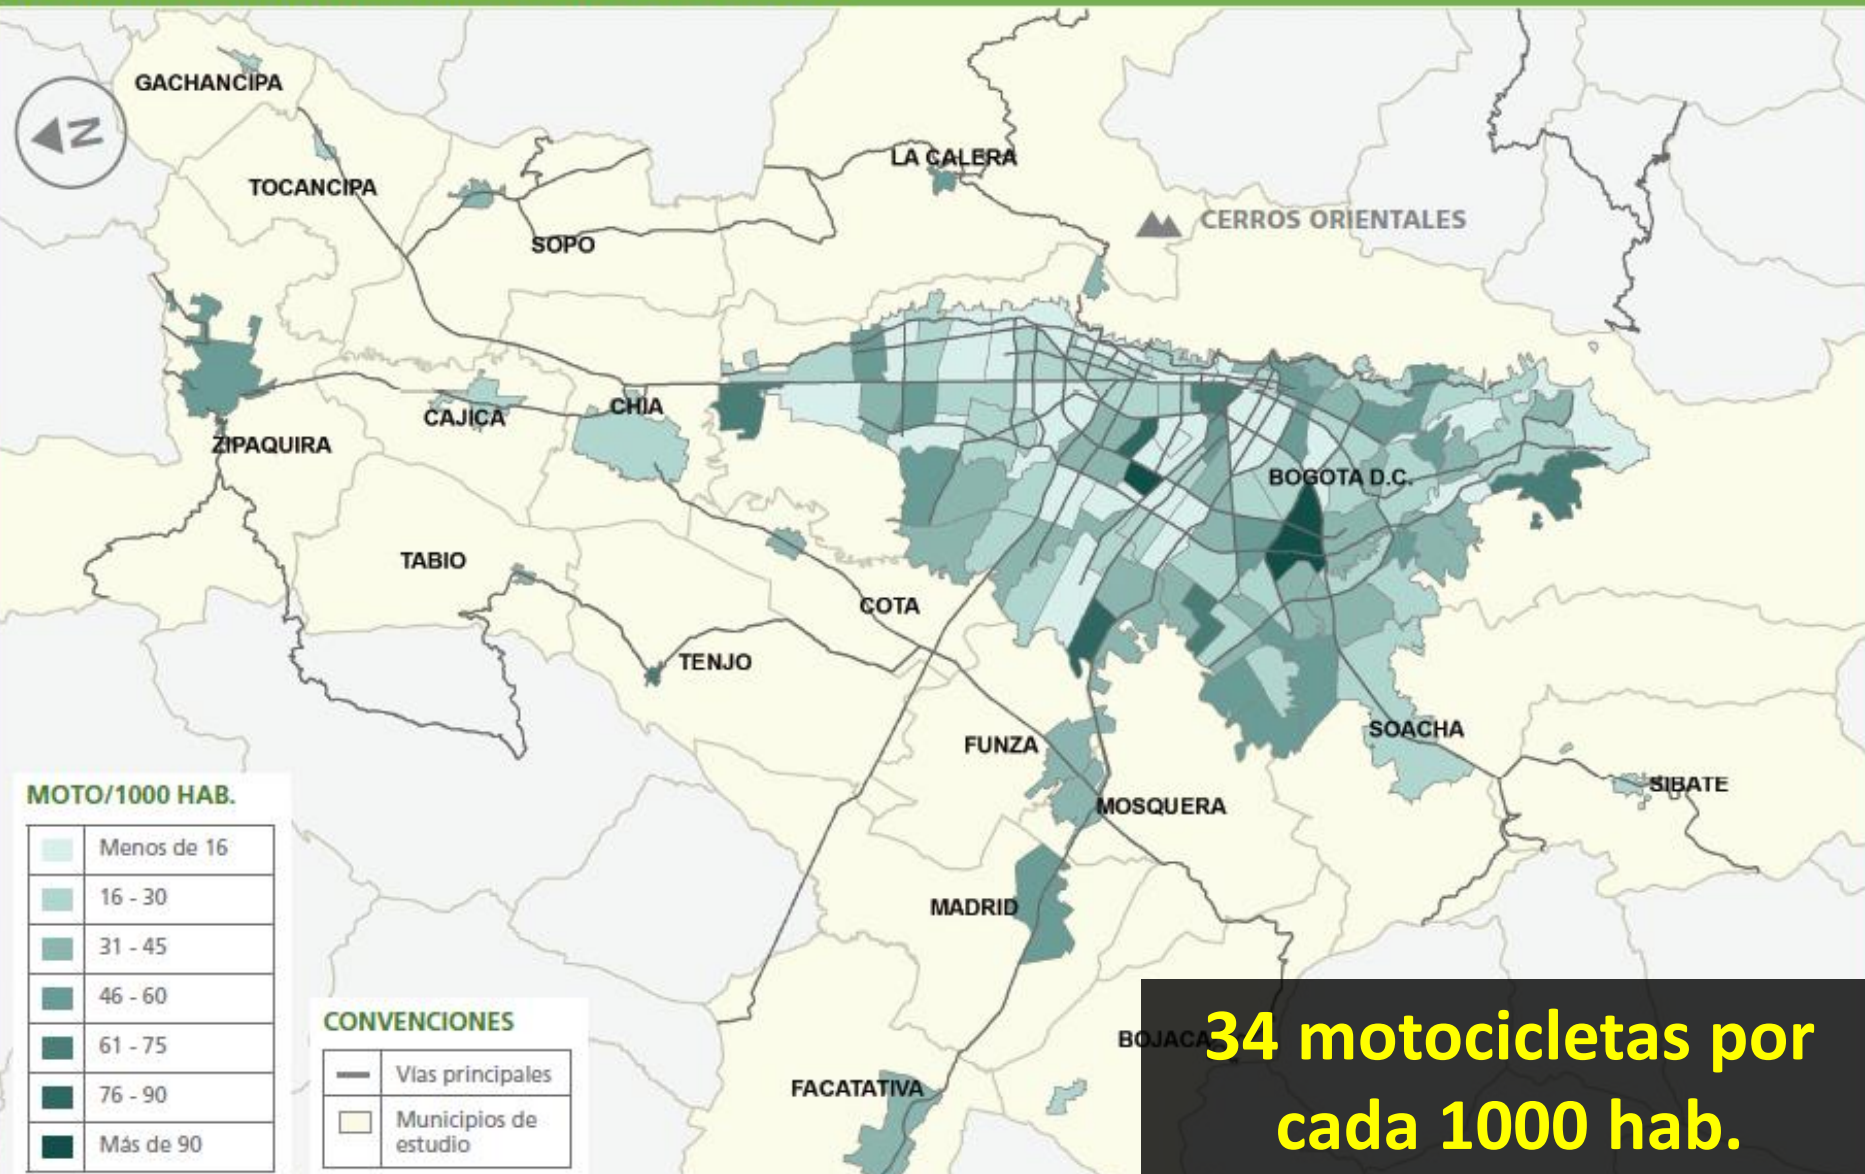 GACHANCIPA
N
TOCANCIPA
LA CALERA
CERROS ORIENTALES
SOPO
CAJICA
CHIA
ZIPAQUIRA
BOGOTA D.C.
TABIO
COTA
TENJO
FUNZA
SOACHA
SIBATE
MOSQUERA
MADRID
BOJACA
FACATATIVA
MOTO/1000 HAB.
Menos de 16
16 - 30
31 - 45
46 - 60
61 - 75
76 - 90
Más de 90
CONVENCIONES
Vías principales
Municipios de
estudio
34 motocicletas por
cada 1000 hab.